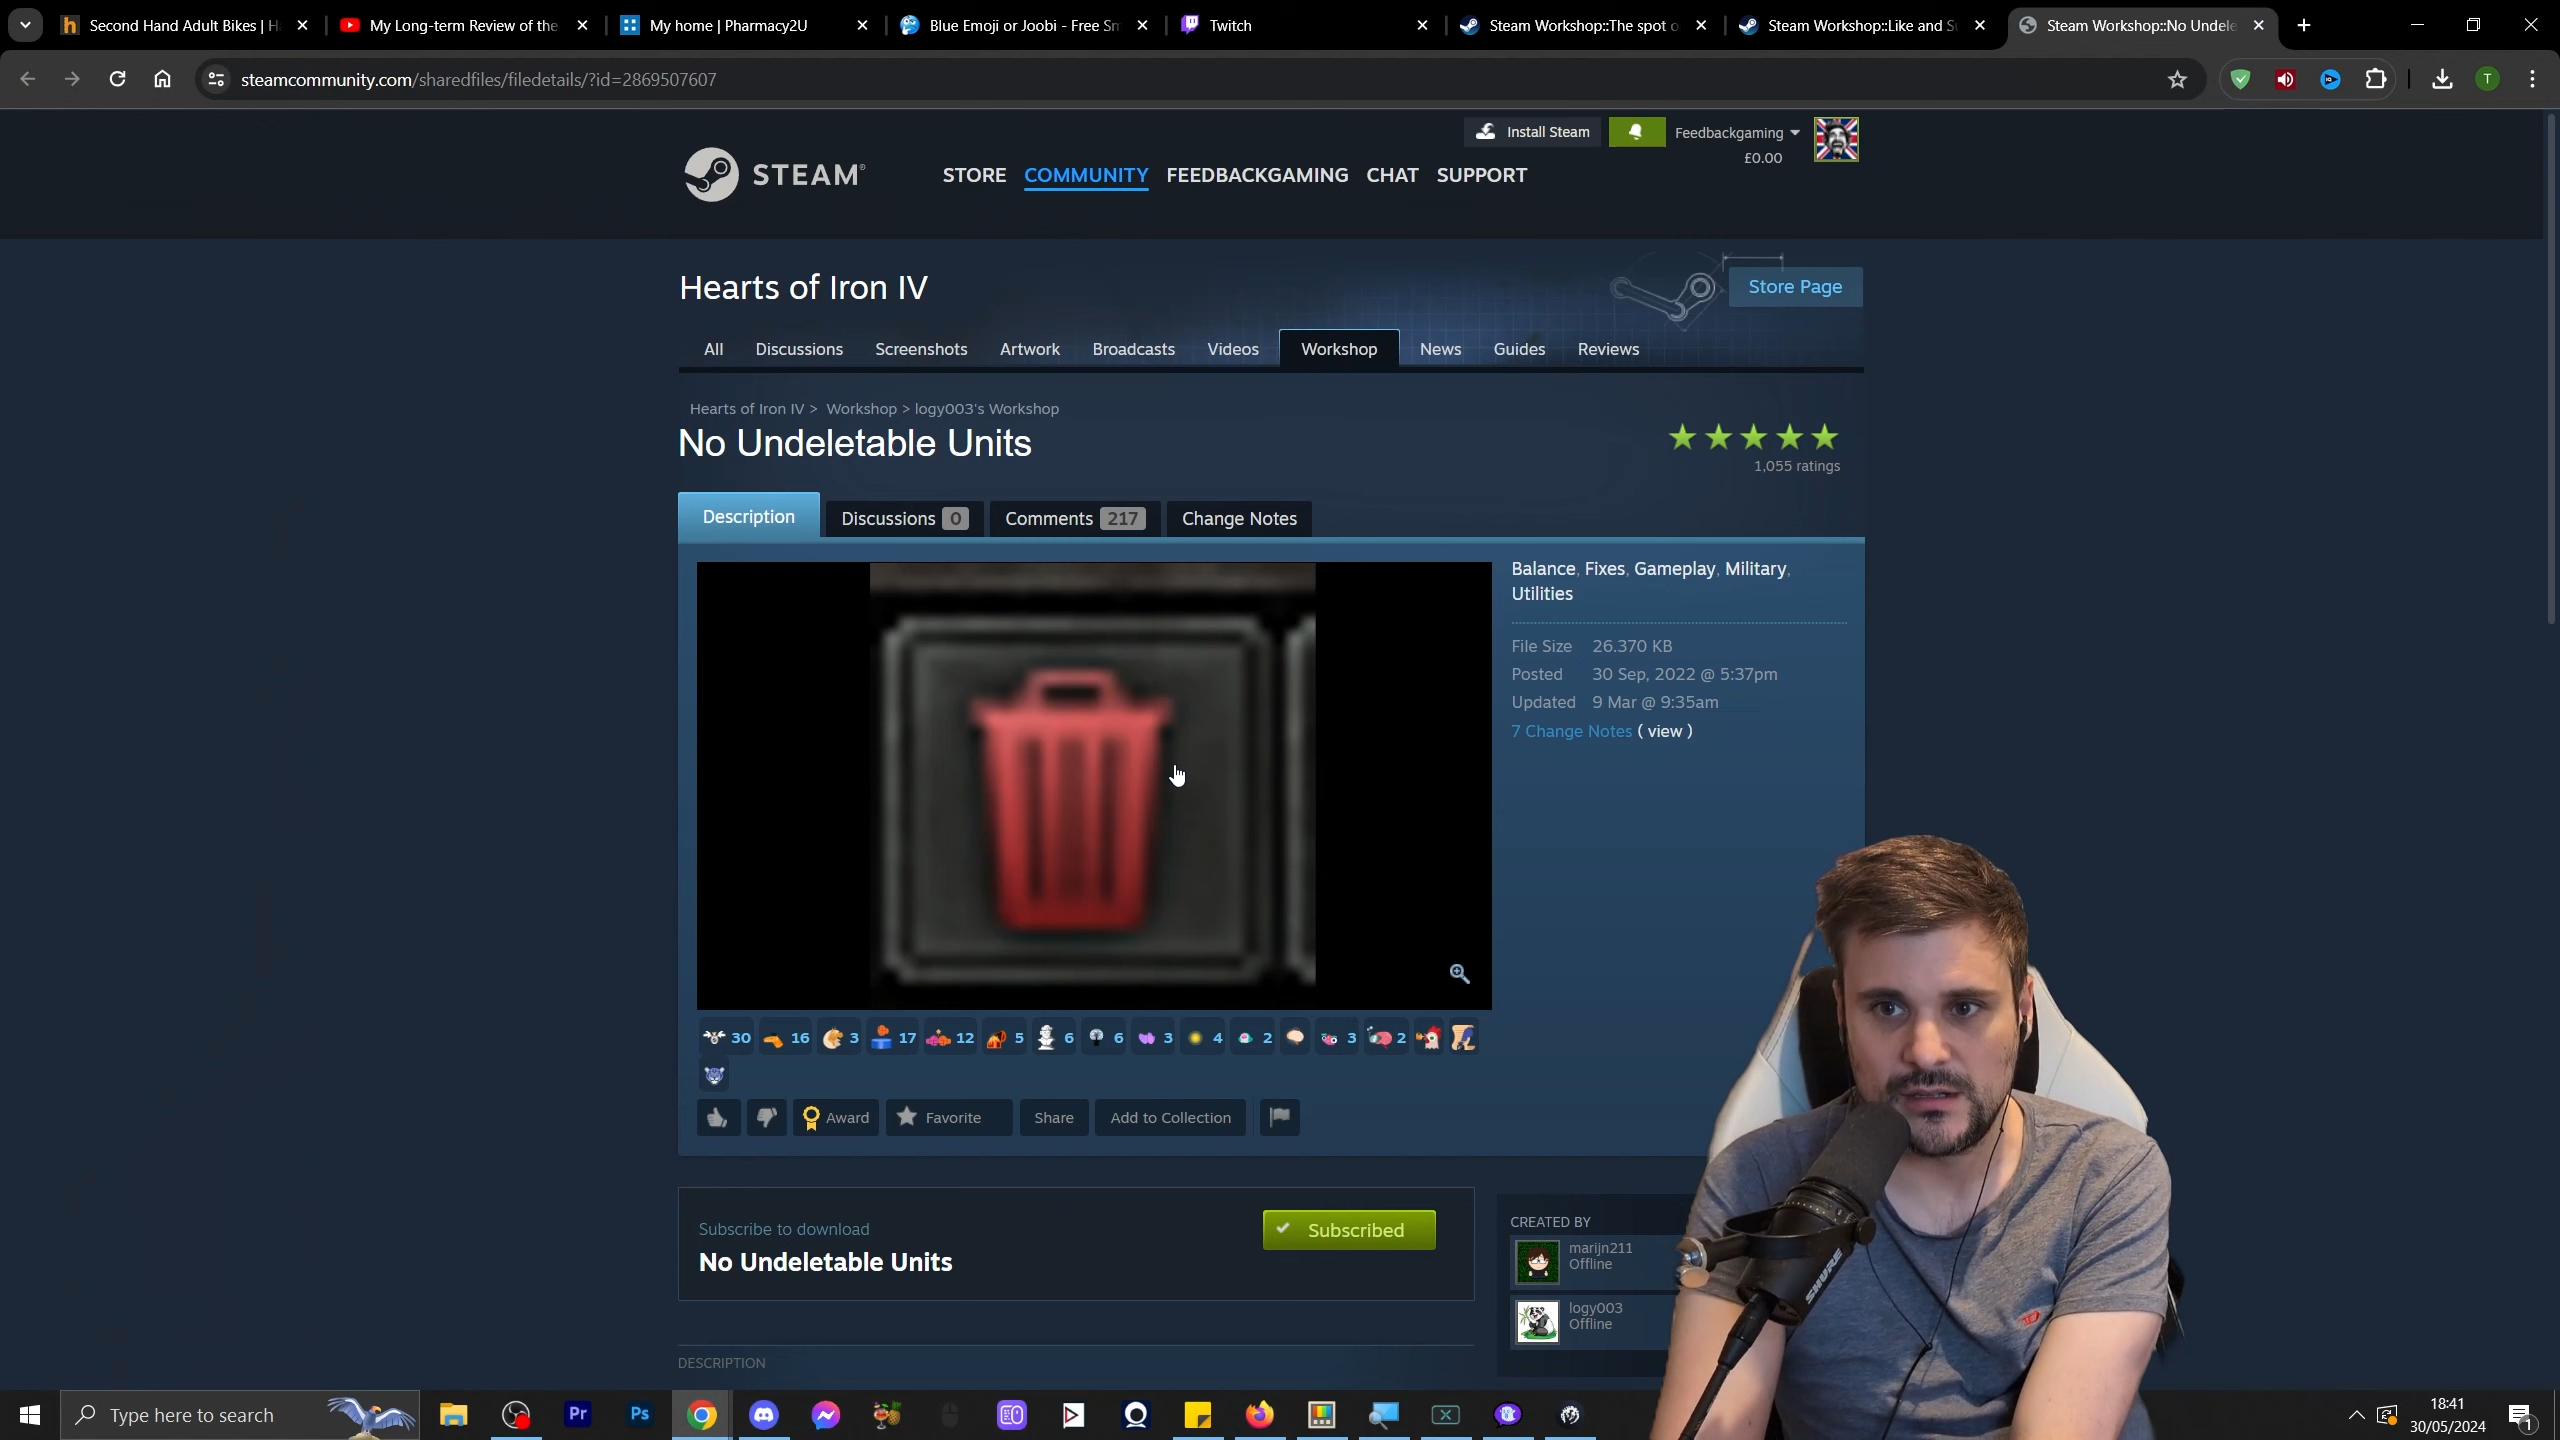 Second Hand Adult Bikes | H
My Long-term Review of the
My home | Pharmacy2U
Blue Emoji or Joobi - Free Sm
Twitch
Steam Workshop::The spot o
Steam Workshop::Like and Su
Steam Workshop::No Undele
steamcommunity.com/sharedfiles/filedetails/?id=2869507607
T
Install Steam
Feedbackgaming
£0.00
STEAM
STORE COMMUNITY FEEDBACKGAMING CHAT SUPPORT
Hearts of Iron IV
Store Page
All Discussions Screenshots Artwork Broadcasts Videos Workshop News Guides Reviews
Hearts of Iron IV > Workshop > logy003's Workshop
No Undeletable Units
1,055 ratings
Description Discussions 0 Comments 217 Change Notes
Balance, Fixes, Gameplay, Military,
Utilities
File Size 26.370 KB
Posted 30 Sep, 2022 @ 5:37pm
Updated 9 Mar @ 9:35am
7 Change Notes ( view )
30 16 3 17 12 5 6 6 3 4 2 3 2
Award Favorite Share Add to Collection
Subscribe to download
No Undeletable Units
Subscribed
CREATED BY
marijn211
Offline
logy003
Offline
DESCRIPTION
SHURE
Type here to search
Pr
Ps
18:41
30/05/2024
1